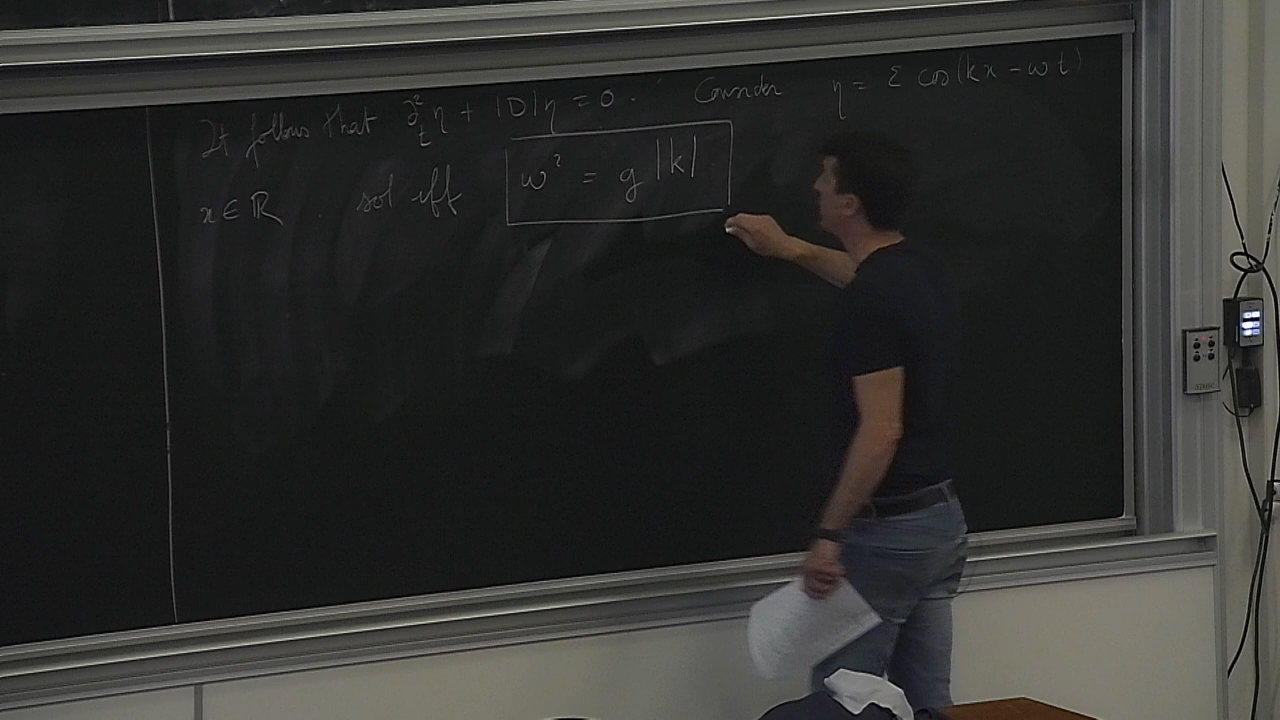 It follows that ∂²ₜη + |D|η = 0. Consider η = ε cos(kx − ωt)
x ∈ ℝ. sol iff ω² = g|k|